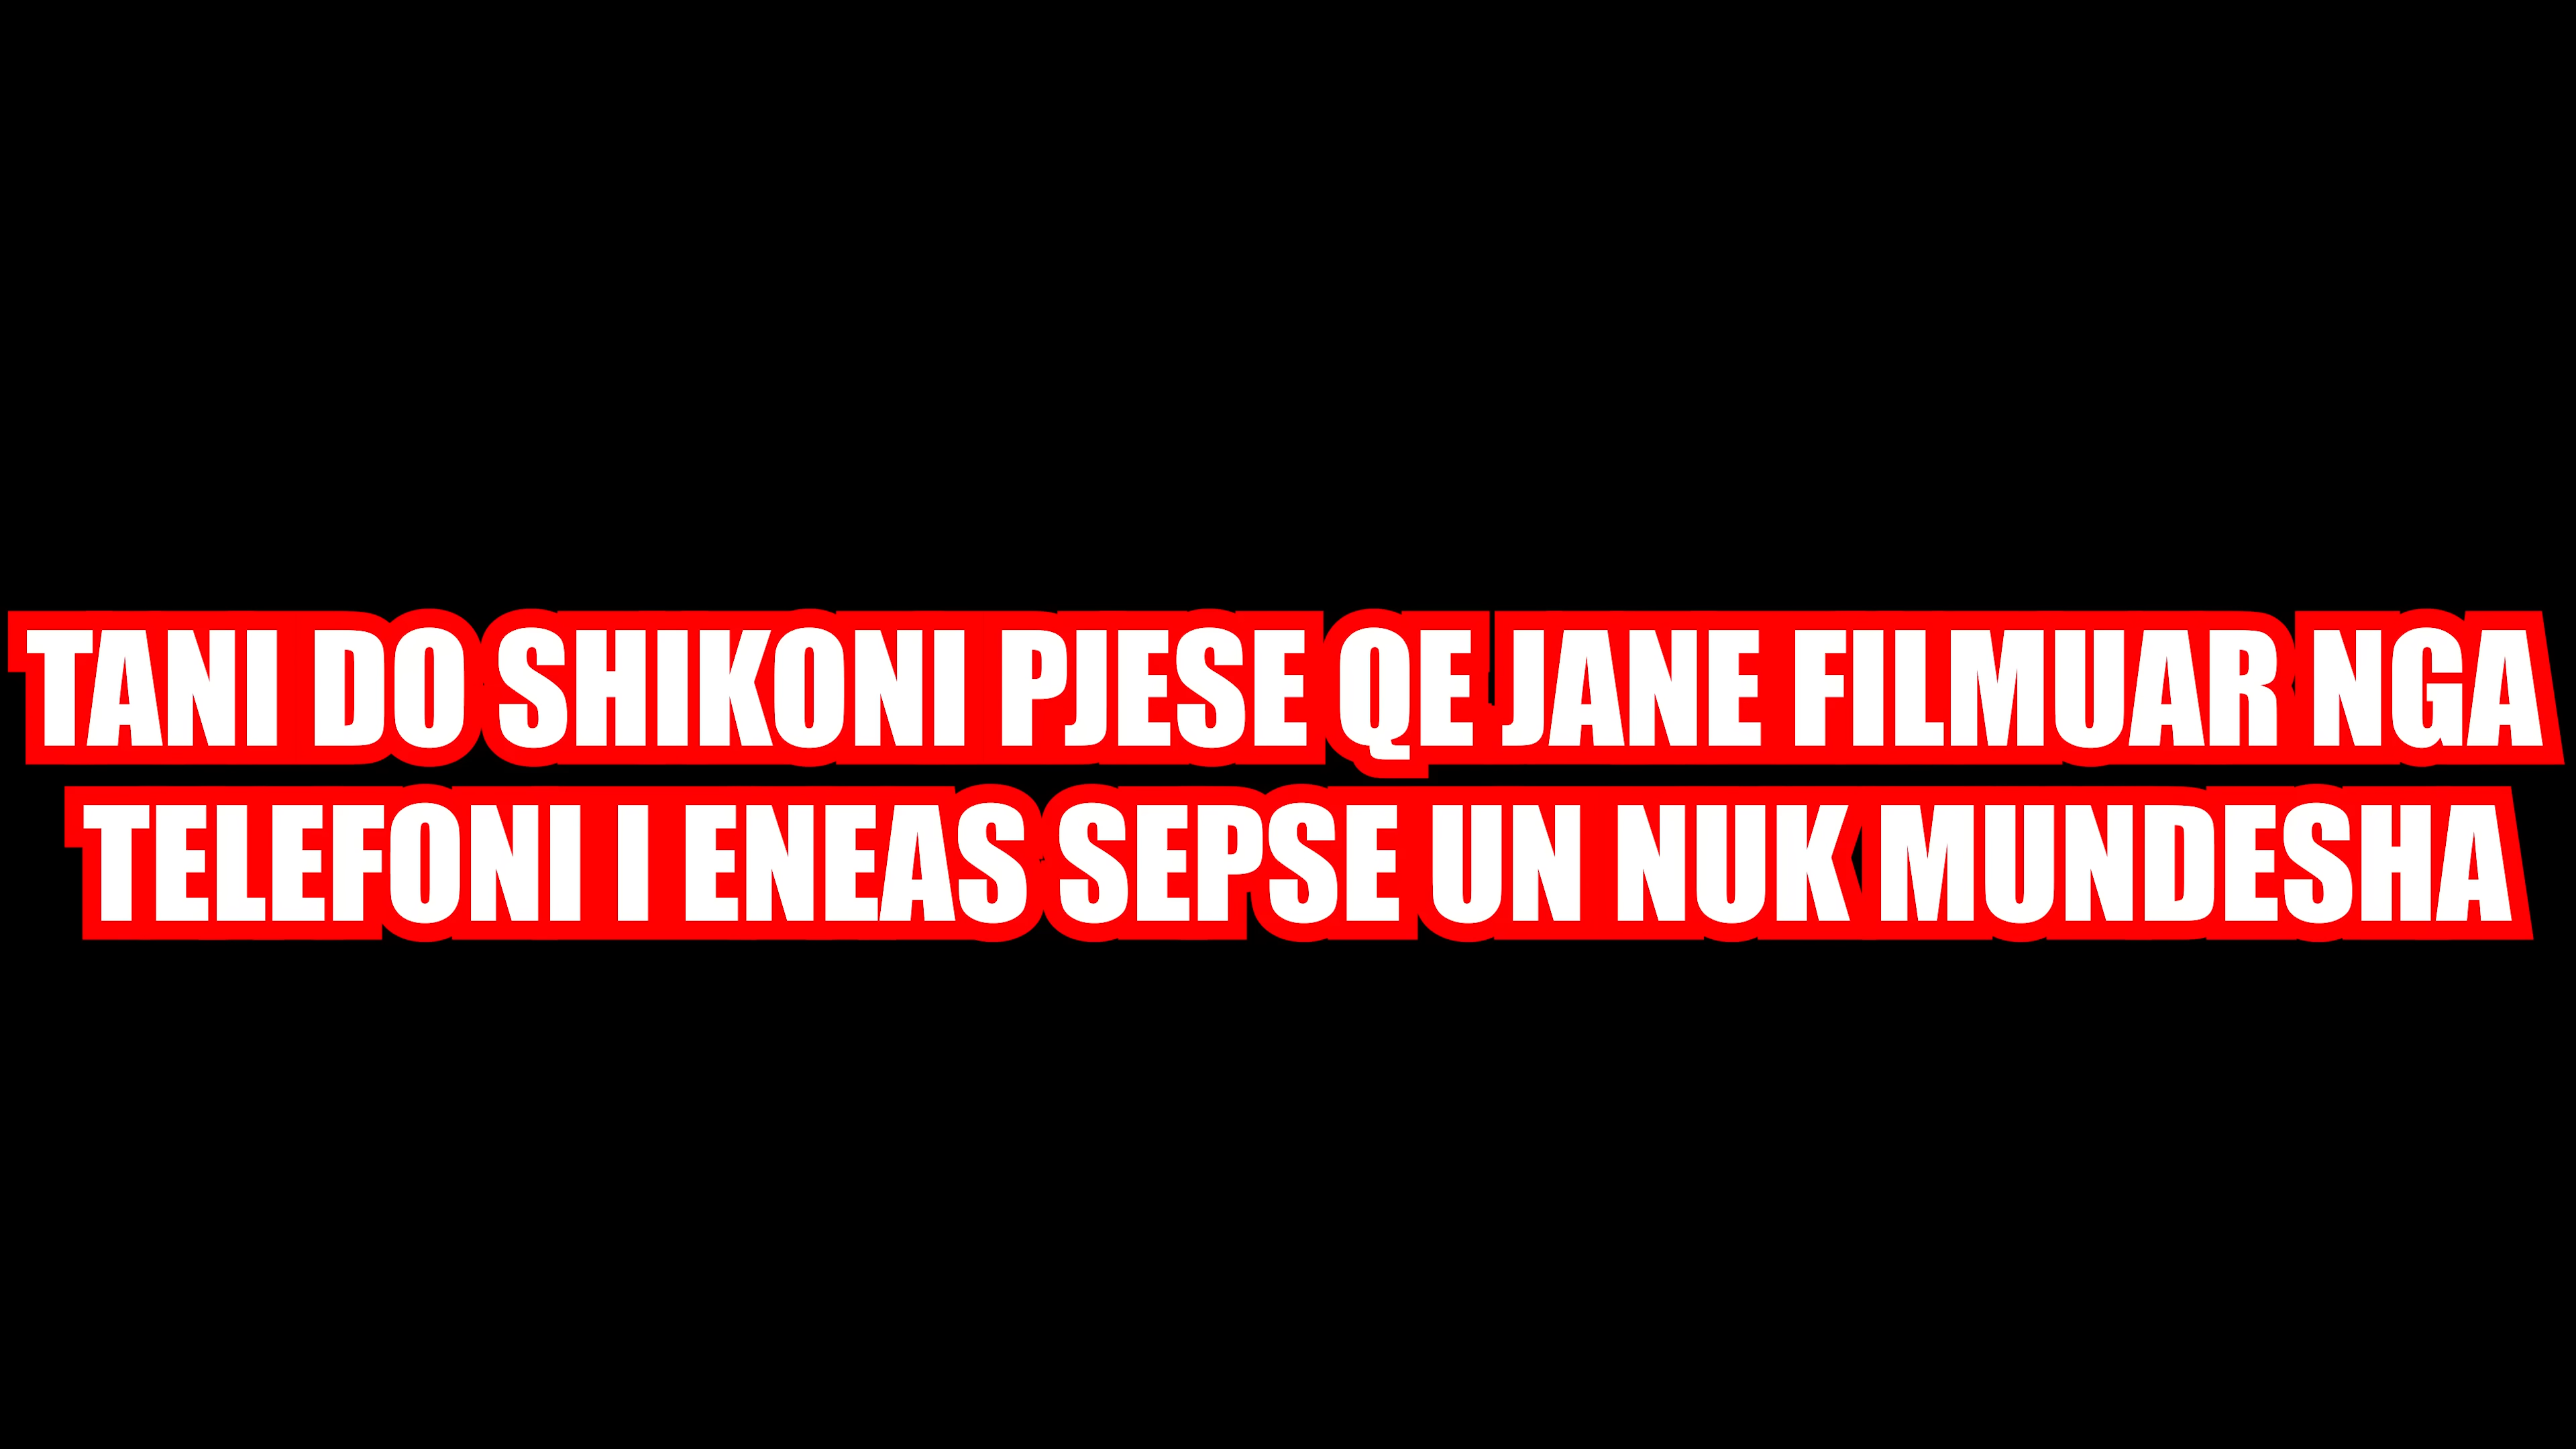 TANI DO SHIKONI PJESE QE JANE FILMUAR NGA
TELEFONI I ENEAS SEPSE UN NUK MUNDESHA